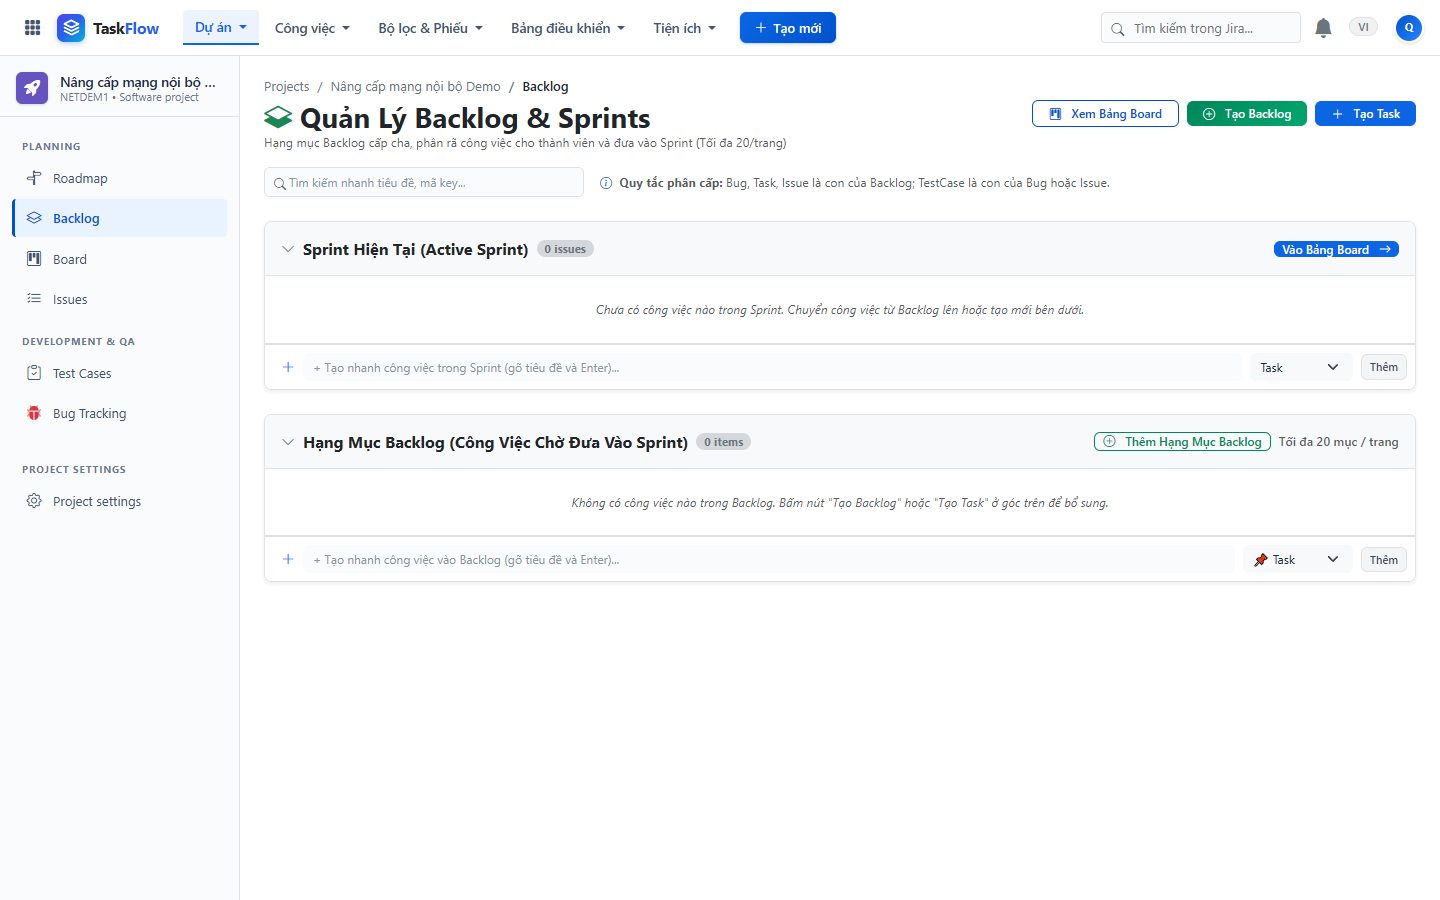 TaskFlow
Dự án
Công việc
Bộ lọc & Phiếu
Bảng điều khiển
Tiện ích
+ Tạo mới
Tìm kiếm trong Jira...
VI
Q
Nâng cấp mạng nội bộ ...
NETDEM1 • Software project
PLANNING
Roadmap
Backlog
Board
Issues
DEVELOPMENT & QA
Test Cases
Bug Tracking
PROJECT SETTINGS
Project settings
Projects / Nâng cấp mạng nội bộ Demo / Backlog
Quản Lý Backlog & Sprints
Hạng mục Backlog cấp cha, phân rã công việc cho thành viên và đưa vào Sprint (Tối đa 20/trang)
Xem Bảng Board
Tạo Backlog
+ Tạo Task
Tìm kiếm nhanh tiêu đề, mã key...
Quy tắc phân cấp: Bug, Task, Issue là con của Backlog; TestCase là con của Bug hoặc Issue.
Sprint Hiện Tại (Active Sprint) 0 issues
Vào Bảng Board →
Chưa có công việc nào trong Sprint. Chuyển công việc từ Backlog lên hoặc tạo mới bên dưới.
+ + Tạo nhanh công việc trong Sprint (gõ tiêu đề và Enter)...
Task
Thêm
Hạng Mục Backlog (Công Việc Chờ Đưa Vào Sprint) 0 items
Thêm Hạng Mục Backlog
Tối đa 20 mục / trang
Không có công việc nào trong Backlog. Bấm nút "Tạo Backlog" hoặc "Tạo Task" ở góc trên để bổ sung.
+ + Tạo nhanh công việc vào Backlog (gõ tiêu đề và Enter)...
Task
Thêm